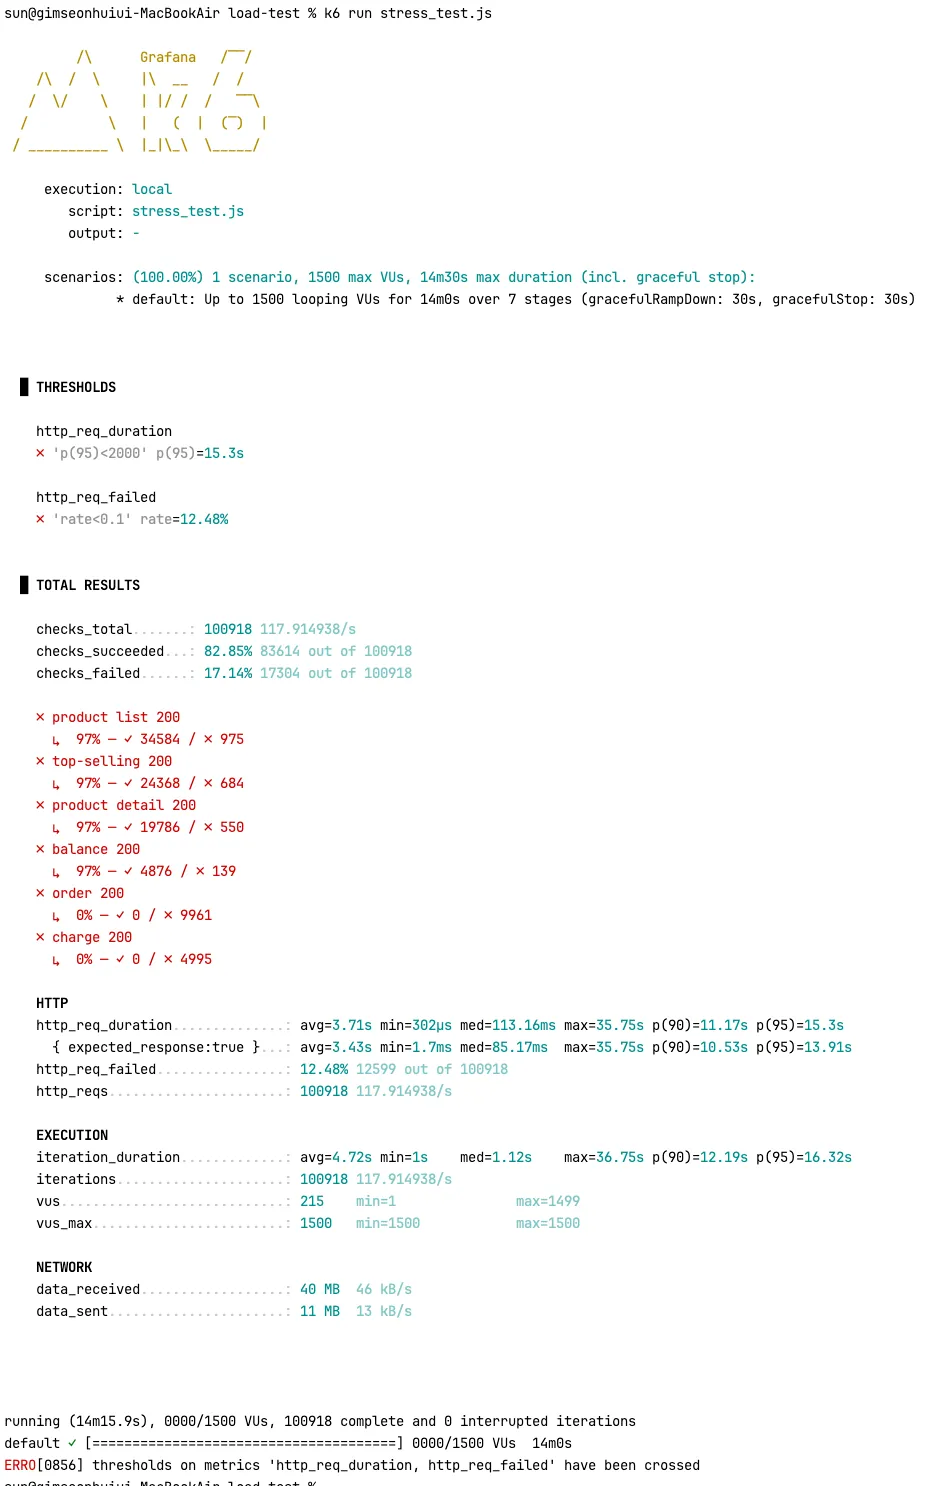 sun@gimseonhuiui-MacBookAir load-test % k6 run stress_test.js
         /\      Grafana   /‾‾/
    /\  /  \     |\  __   /  /
   /  \/    \    | |/ /  /   ‾‾\
  /          \   |   (  |  (‾)  |
 / __________ \  |_|\_\  \_____/
     execution: local
        script: stress_test.js
        output: -
     scenarios: (100.00%) 1 scenario, 1500 max VUs, 14m30s max duration (incl. graceful stop):
              * default: Up to 1500 looping VUs for 14m0s over 7 stages (gracefulRampDown: 30s, gracefulStop: 30s)
  █ THRESHOLDS
    http_req_duration
    ✗ 'p(95)<2000' p(95)=15.3s
    http_req_failed
    ✗ 'rate<0.1' rate=12.48%
  █ TOTAL RESULTS
    checks_total.......: 100918 117.914938/s
    checks_succeeded...: 82.85% 83614 out of 100918
    checks_failed......: 17.14% 17304 out of 100918
    ✗ product list 200
      ↳  97% — ✓ 34584 / ✗ 975
    ✗ top-selling 200
      ↳  97% — ✓ 24368 / ✗ 684
    ✗ product detail 200
      ↳  97% — ✓ 19786 / ✗ 550
    ✗ balance 200
      ↳  97% — ✓ 4876 / ✗ 139
    ✗ order 200
      ↳  0% — ✓ 0 / ✗ 9961
    ✗ charge 200
      ↳  0% — ✓ 0 / ✗ 4995
    HTTP
    http_req_duration..............: avg=3.71s min=302µs med=113.16ms max=35.75s p(90)=11.17s p(95)=15.3s
      { expected_response:true }...: avg=3.43s min=1.7ms med=85.17ms  max=35.75s p(90)=10.53s p(95)=13.91s
    http_req_failed................: 12.48% 12599 out of 100918
    http_reqs......................: 100918 117.914938/s
    EXECUTION
    iteration_duration.............: avg=4.72s min=1s    med=1.12s    max=36.75s p(90)=12.19s p(95)=16.32s
    iterations.....................: 100918 117.914938/s
    vus............................: 215    min=1               max=1499
    vus_max........................: 1500   min=1500            max=1500
    NETWORK
    data_received..................: 40 MB  46 kB/s
    data_sent......................: 11 MB  13 kB/s
running (14m15.9s), 0000/1500 VUs, 100918 complete and 0 interrupted iterations
default ✓ [======================================] 0000/1500 VUs  14m0s
ERRO[0856] thresholds on metrics 'http_req_duration, http_req_failed' have been crossed
sun@gimseonhuiui-MacBookAir load-test %